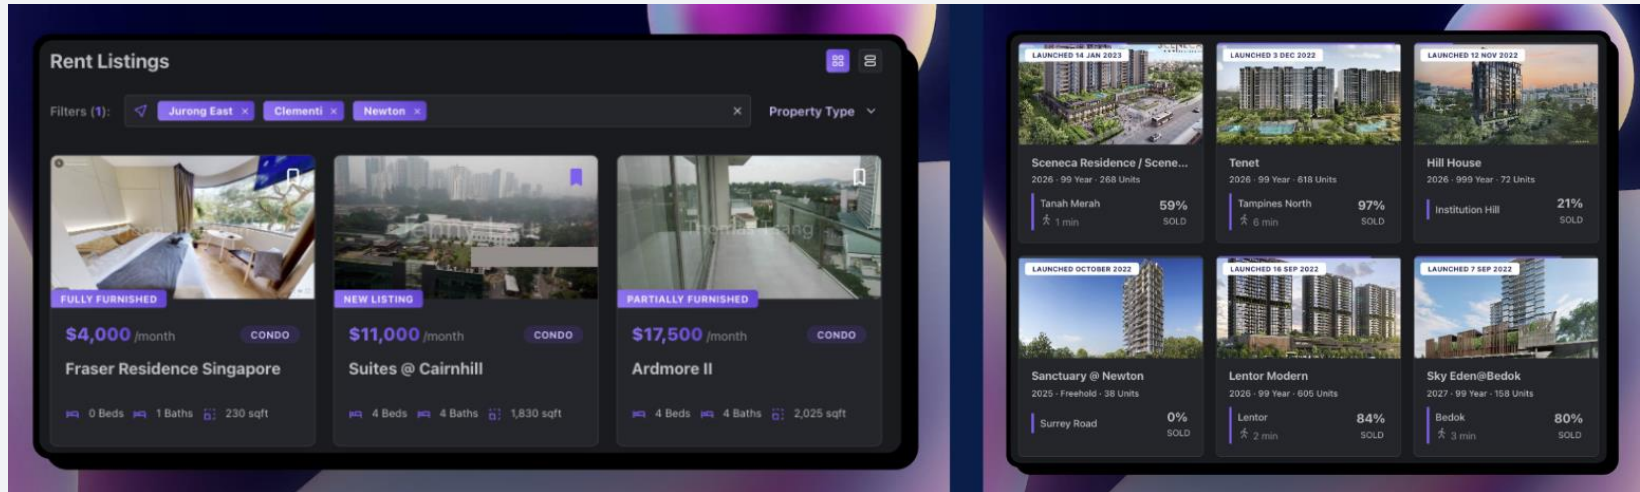 Rent Listings
Filters (1):
Jurong East ×
Clementi ×
Newton ×
×
Property Type
FULLY FURNISHED
$4,000 /month
CONDO
Fraser Residence Singapore
0 Beds 1 Baths 230 sqft
NEW LISTING
$11,000 /month
CONDO
Suites @ Cairnhill
4 Beds 4 Baths 1,830 sqft
Thomas
PARTIALLY FURNISHED
$17,500 /month
CONDO
Ardmore II
4 Beds 4 Baths 2,025 sqft
LAUNCHED 14 JAN 2023
SCENECA
Sceneca Residence / Scene...
2026 · 99 Year · 268 Units
Tanah Merah
1 min
59%
SOLD
LAUNCHED 3 DEC 2022
Tenet
2026 · 99 Year · 618 Units
Tampines North
6 min
97%
SOLD
LAUNCHED 12 NOV 2022
Hill House
2026 · 999 Year · 72 Units
Institution Hill
21%
SOLD
LAUNCHED OCTOBER 2022
Sanctuary @ Newton
2025 · Freehold · 38 Units
Surrey Road
0%
SOLD
LAUNCHED 16 SEP 2022
Lentor Modern
2026 · 99 Year · 605 Units
Lentor
2 min
84%
SOLD
LAUNCHED 7 SEP 2022
Sky Eden@Bedok
2027 · 99 Year · 158 Units
Bedok
3 min
80%
SOLD